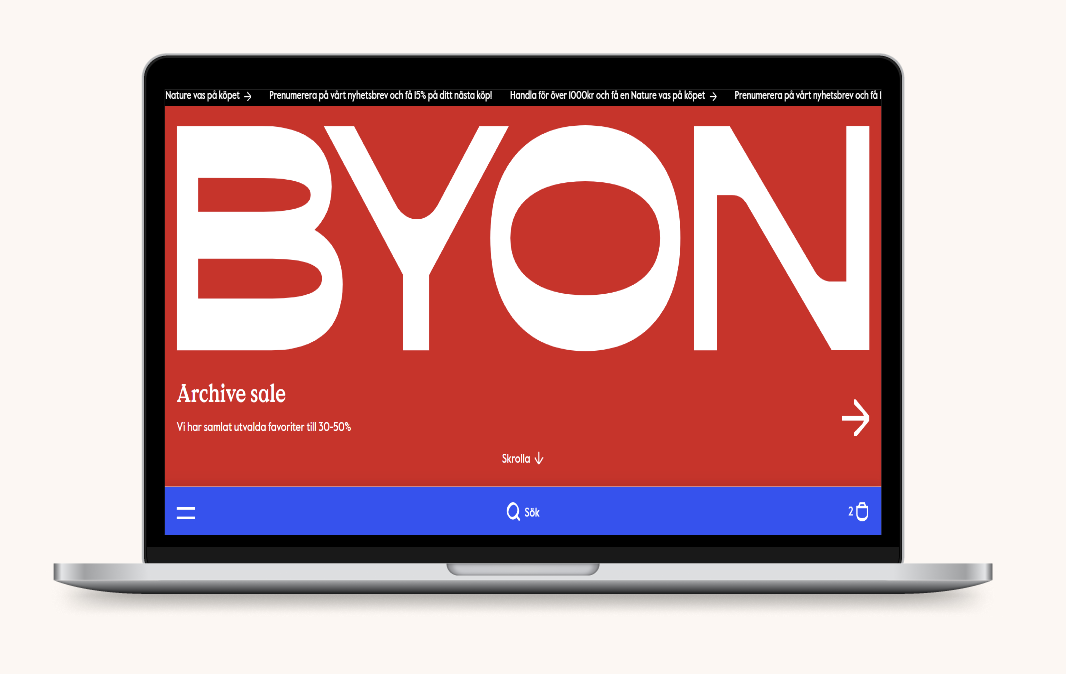 Nature vas på köpet → Prenumerera på vårt nyhetsbrev och få 15% på ditt nästa köp! Handla för över 1000kr och få en Nature vas på köpet → Prenumerera på vårt nyhetsbrev och få 1
BYON
Archive sale
Vi har samlat utvalda favoriter till 30-50%
Skrolla ↓
Sök
2